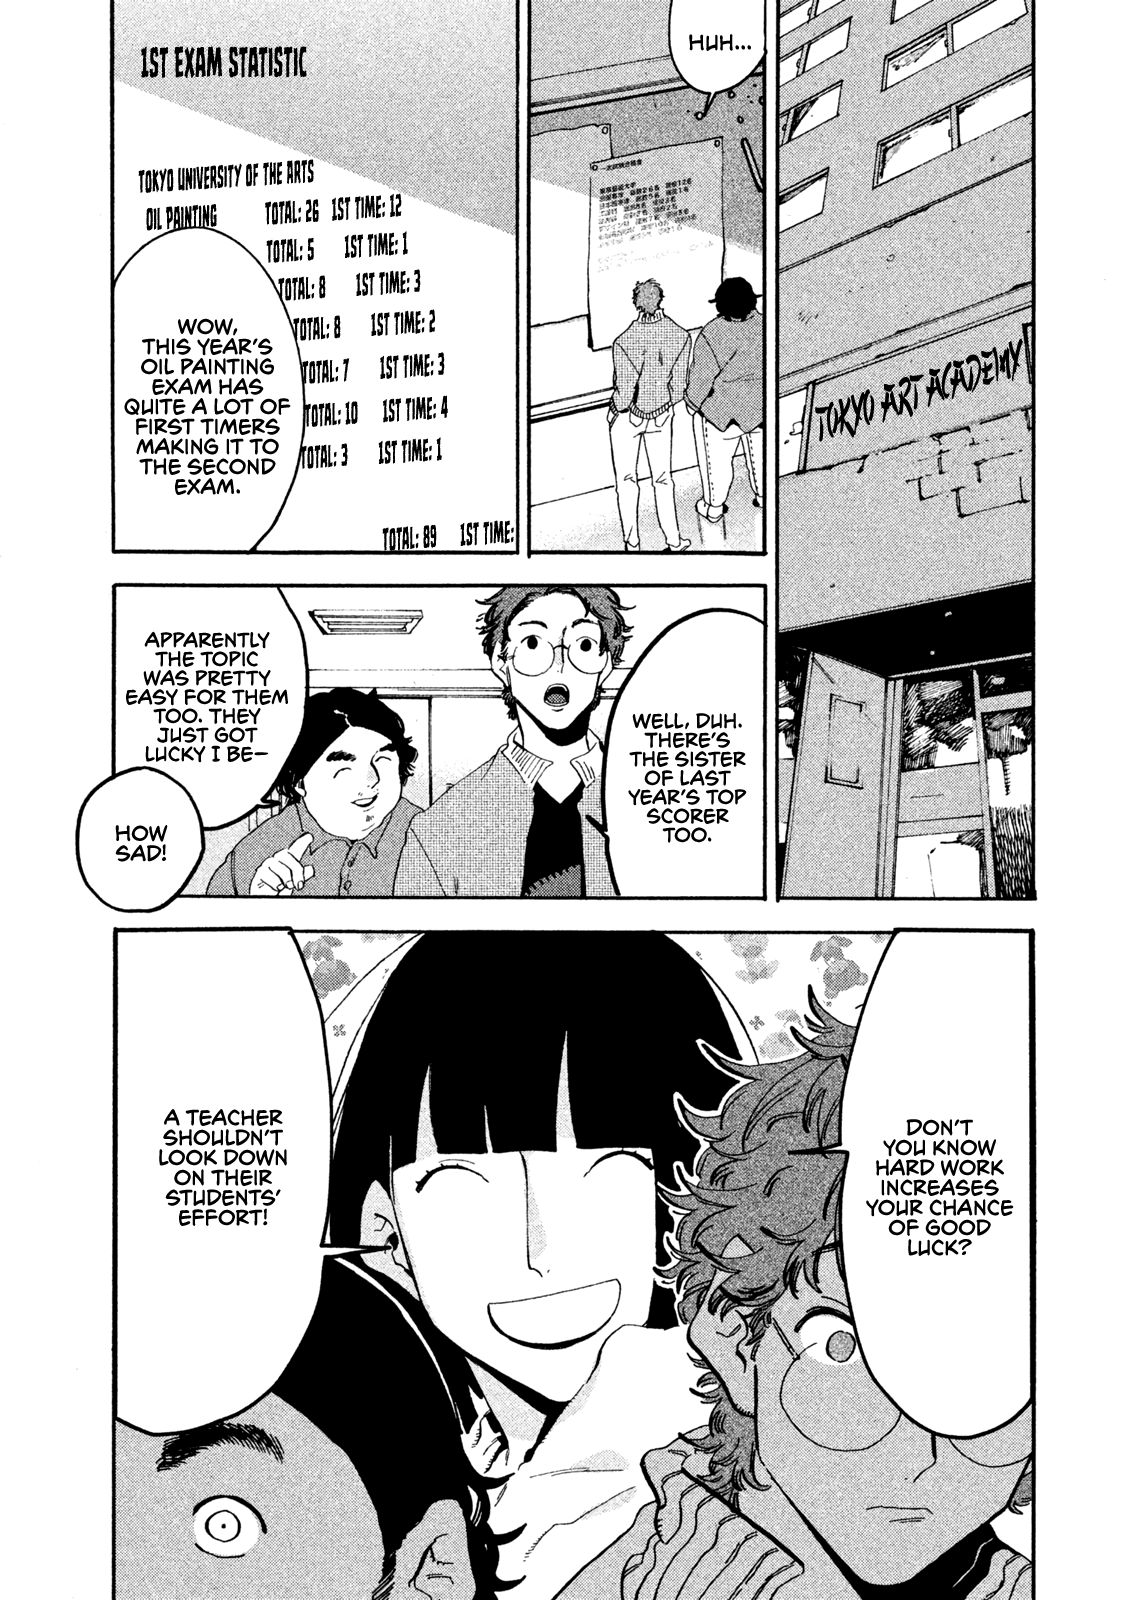 TOKYO ART ACADEMY
HUH...
1ST EXAM STATISTIC
TOKYO UNIVERSITY OF THE ARTS
OIL PAINTING TOTAL: 26 1ST TIME: 12
TOTAL: 5 1ST TIME: 1
TOTAL: 8 1ST TIME: 3
TOTAL: 8 1ST TIME: 2
TOTAL: 7 1ST TIME: 3
TOTAL: 10 1ST TIME: 4
TOTAL: 3 1ST TIME: 1
TOTAL: 89 1ST TIME:
WOW,
THIS YEAR'S
OIL PAINTING
EXAM HAS
QUITE A LOT OF
FIRST TIMERS
MAKING IT TO
THE SECOND
EXAM.
WELL, DUH.
THERE'S
THE SISTER
OF LAST
YEAR'S TOP
SCORER
TOO.
APPARENTLY
THE TOPIC
WAS PRETTY
EASY FOR THEM
TOO. THEY
JUST GOT
LUCKY I BE–
HOW
SAD!
DON'T
YOU KNOW
HARD WORK
INCREASES
YOUR CHANCE
OF GOOD
LUCK?
A TEACHER
SHOULDN'T
LOOK DOWN
ON THEIR
STUDENTS'
EFFORT!